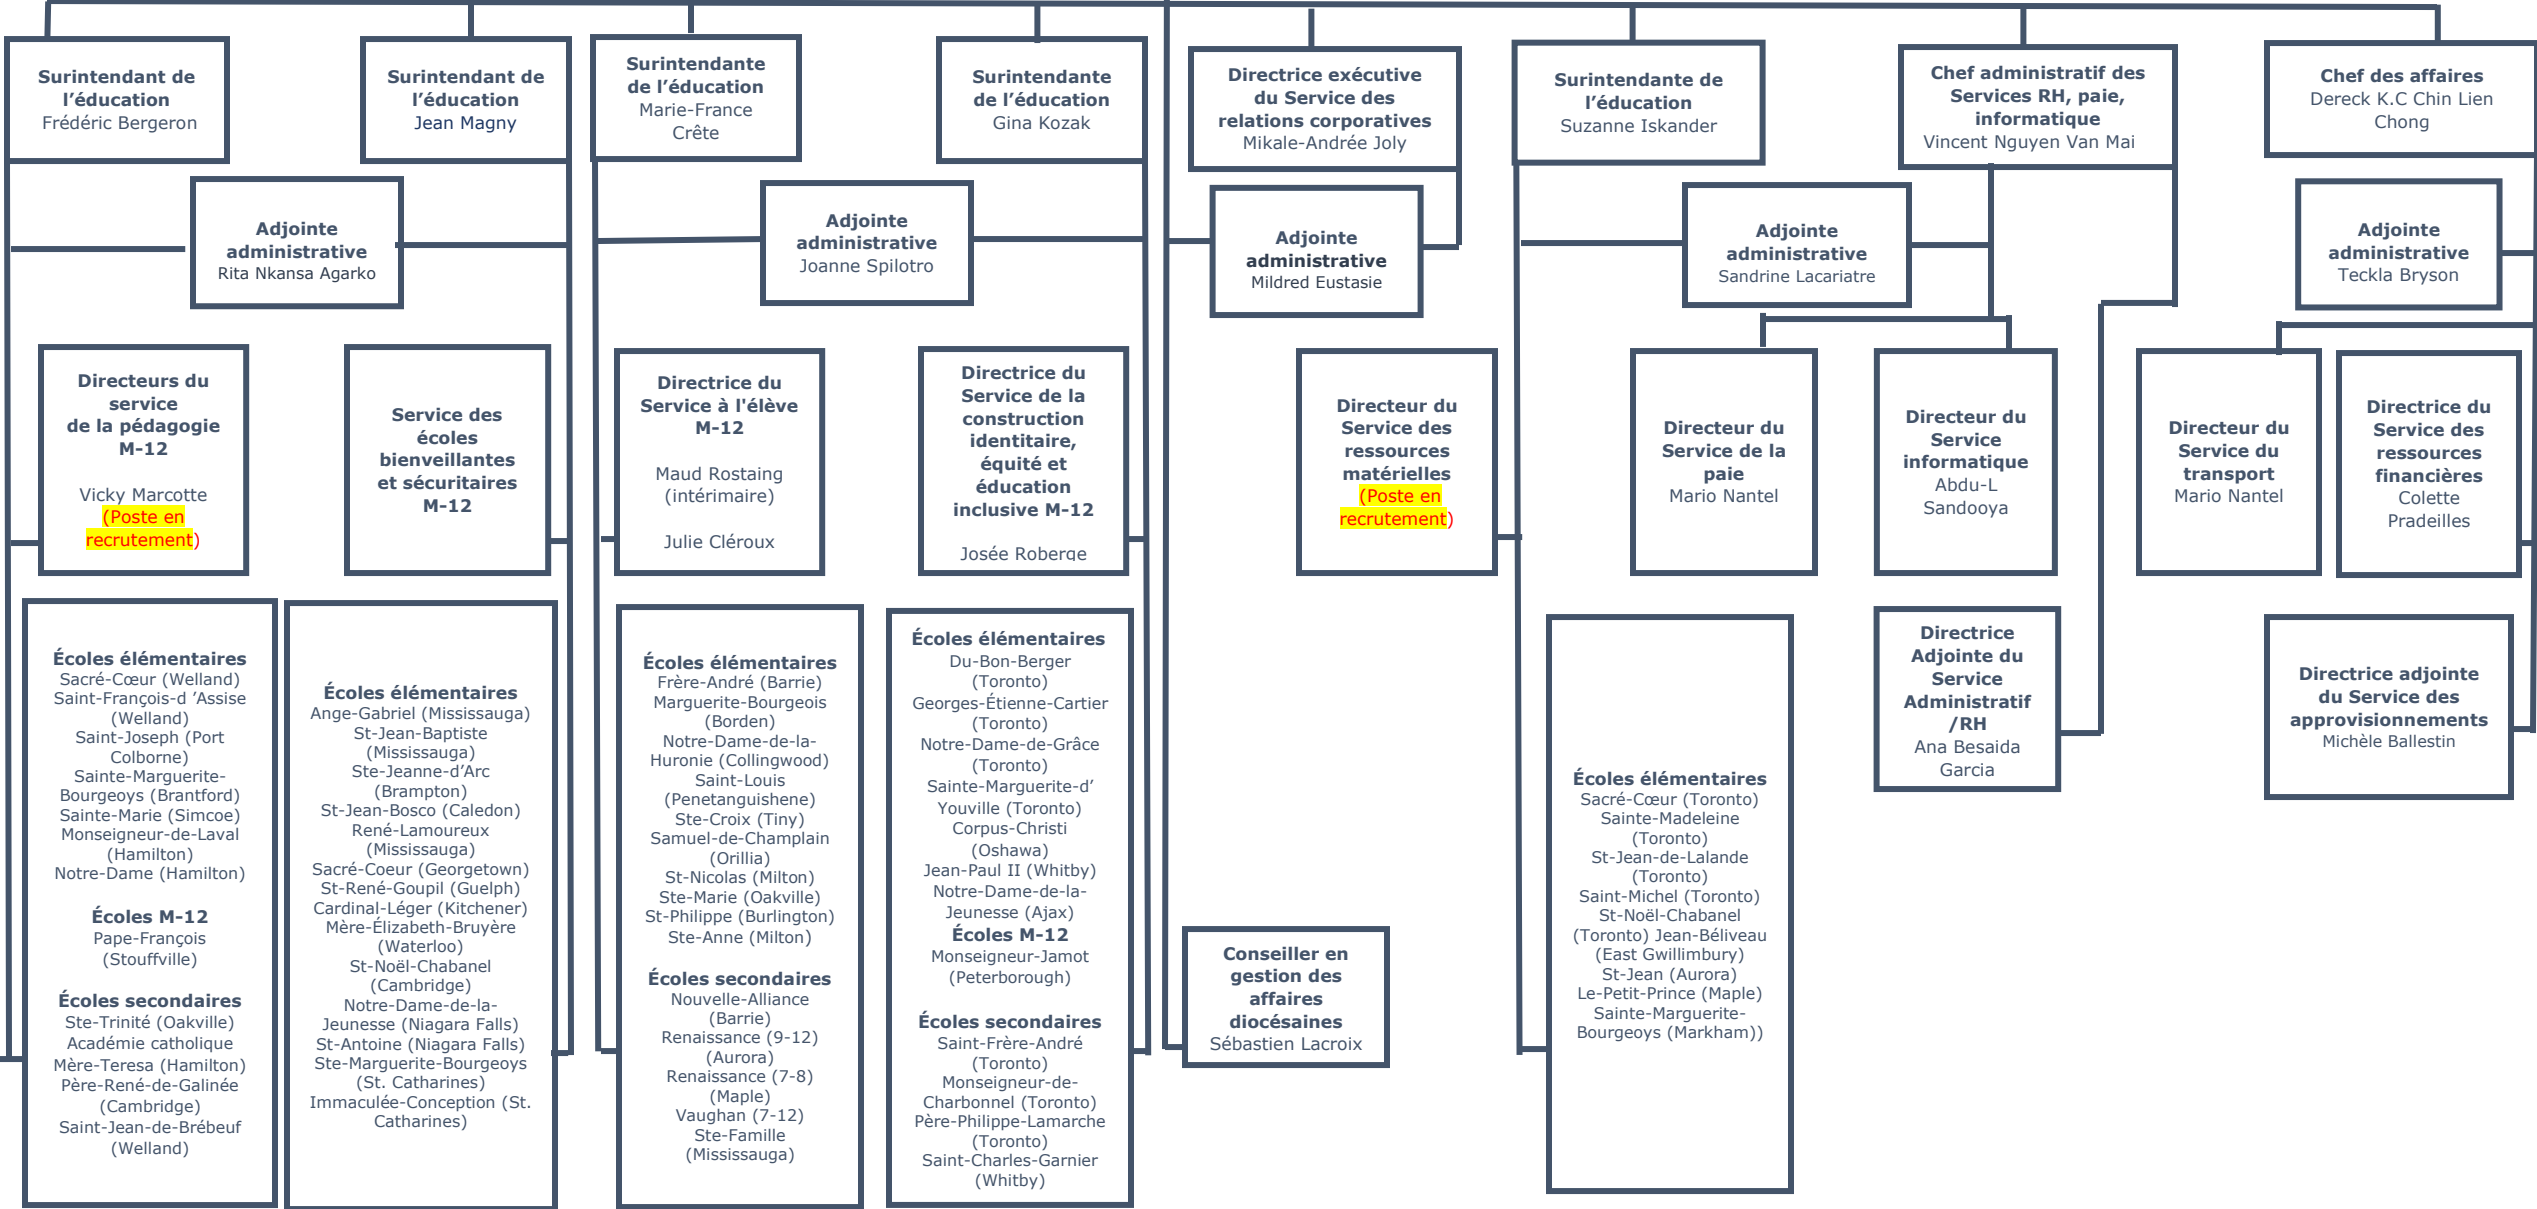 Surintendant de
l’éducation
Frédéric Bergeron
Surintendant de
l’éducation
Jean Magny
Surintendante
de l’éducation
Marie-France
Crête
Surintendante
de l’éducation
Gina Kozak
Directrice exécutive
du Service des
relations corporatives
Mikale-Andrée Joly
Surintendante de
l’éducation
Suzanne Iskander
Chef administratif des
Services RH, paie,
informatique
Vincent Nguyen Van Mai
Chef des affaires
Dereck K.C Chin Lien
Chong
Adjointe
administrative
Rita Nkansa Agarko
Adjointe
administrative
Joanne Spilotro
Adjointe
administrative
Mildred Eustasie
Adjointe
administrative
Sandrine Lacariatre
Adjointe
administrative
Teckla Bryson
Directeurs du
service
de la pédagogie
M-12
Vicky Marcotte
(Poste en
recrutement)
Service des
écoles
bienveillantes
et sécuritaires
M-12
Directrice du
Service à l'élève
M-12
Maud Rostaing
(intérimaire)
Julie Cléroux
Directrice du
Service de la
construction
identitaire,
équité et
éducation
inclusive M-12
Josée Roberge
Directeur du
Service des
ressources
matérielles
(Poste en
recrutement)
Directeur du
Service de la
paie
Mario Nantel
Directeur du
Service
informatique
Abdu-L
Sandooya
Directeur du
Service du
transport
Mario Nantel
Directrice du
Service des
ressources
financières
Colette
Pradeilles
Écoles élémentaires
Sacré-Cœur (Welland)
Saint-François-d ’Assise
(Welland)
Saint-Joseph (Port
Colborne)
Sainte-Marguerite-
Bourgeoys (Brantford)
Sainte-Marie (Simcoe)
Monseigneur-de-Laval
(Hamilton)
Notre-Dame (Hamilton)
Écoles M-12
Pape-François
(Stouffville)
Écoles secondaires
Ste-Trinité (Oakville)
Académie catholique
Mère-Teresa (Hamilton)
Père-René-de-Galinée
(Cambridge)
Saint-Jean-de-Brébeuf
(Welland)
Écoles élémentaires
Ange-Gabriel (Mississauga)
St-Jean-Baptiste
(Mississauga)
Ste-Jeanne-d’Arc
(Brampton)
St-Jean-Bosco (Caledon)
René-Lamoureux
(Mississauga)
Sacré-Coeur (Georgetown)
St-René-Goupil (Guelph)
Cardinal-Léger (Kitchener)
Mère-Élizabeth-Bruyère
(Waterloo)
St-Noël-Chabanel
(Cambridge)
Notre-Dame-de-la-
Jeunesse (Niagara Falls)
St-Antoine (Niagara Falls)
Ste-Marguerite-Bourgeoys
(St. Catharines)
Immaculée-Conception (St.
Catharines)
Écoles élémentaires
Frère-André (Barrie)
Marguerite-Bourgeois
(Borden)
Notre-Dame-de-la-
Huronie (Collingwood)
Saint-Louis
(Penetanguishene)
Ste-Croix (Tiny)
Samuel-de-Champlain
(Orillia)
St-Nicolas (Milton)
Ste-Marie (Oakville)
St-Philippe (Burlington)
Ste-Anne (Milton)
Écoles secondaires
Nouvelle-Alliance
(Barrie)
Renaissance (9-12)
(Aurora)
Renaissance (7-8)
(Maple)
Vaughan (7-12)
Ste-Famille
(Mississauga)
Écoles élémentaires
Du-Bon-Berger
(Toronto)
Georges-Étienne-Cartier
(Toronto)
Notre-Dame-de-Grâce
(Toronto)
Sainte-Marguerite-d’
Youville (Toronto)
Corpus-Christi
(Oshawa)
Jean-Paul II (Whitby)
Notre-Dame-de-la-
Jeunesse (Ajax)
Écoles M-12
Monseigneur-Jamot
(Peterborough)
Écoles secondaires
Saint-Frère-André
(Toronto)
Monseigneur-de-
Charbonnel (Toronto)
Père-Philippe-Lamarche
(Toronto)
Saint-Charles-Garnier
(Whitby)
Conseiller en
gestion des
affaires
diocésaines
Sébastien Lacroix
Écoles élémentaires
Sacré-Cœur (Toronto)
Sainte-Madeleine
(Toronto)
St-Jean-de-Lalande
(Toronto)
Saint-Michel (Toronto)
St-Noël-Chabanel
(Toronto) Jean-Béliveau
(East Gwillimbury)
St-Jean (Aurora)
Le-Petit-Prince (Maple)
Sainte-Marguerite-
Bourgeoys (Markham))
Directrice
Adjointe du
Service
Administratif
/RH
Ana Besaida
Garcia
Directrice adjointe
du Service des
approvisionnements
Michèle Ballestin